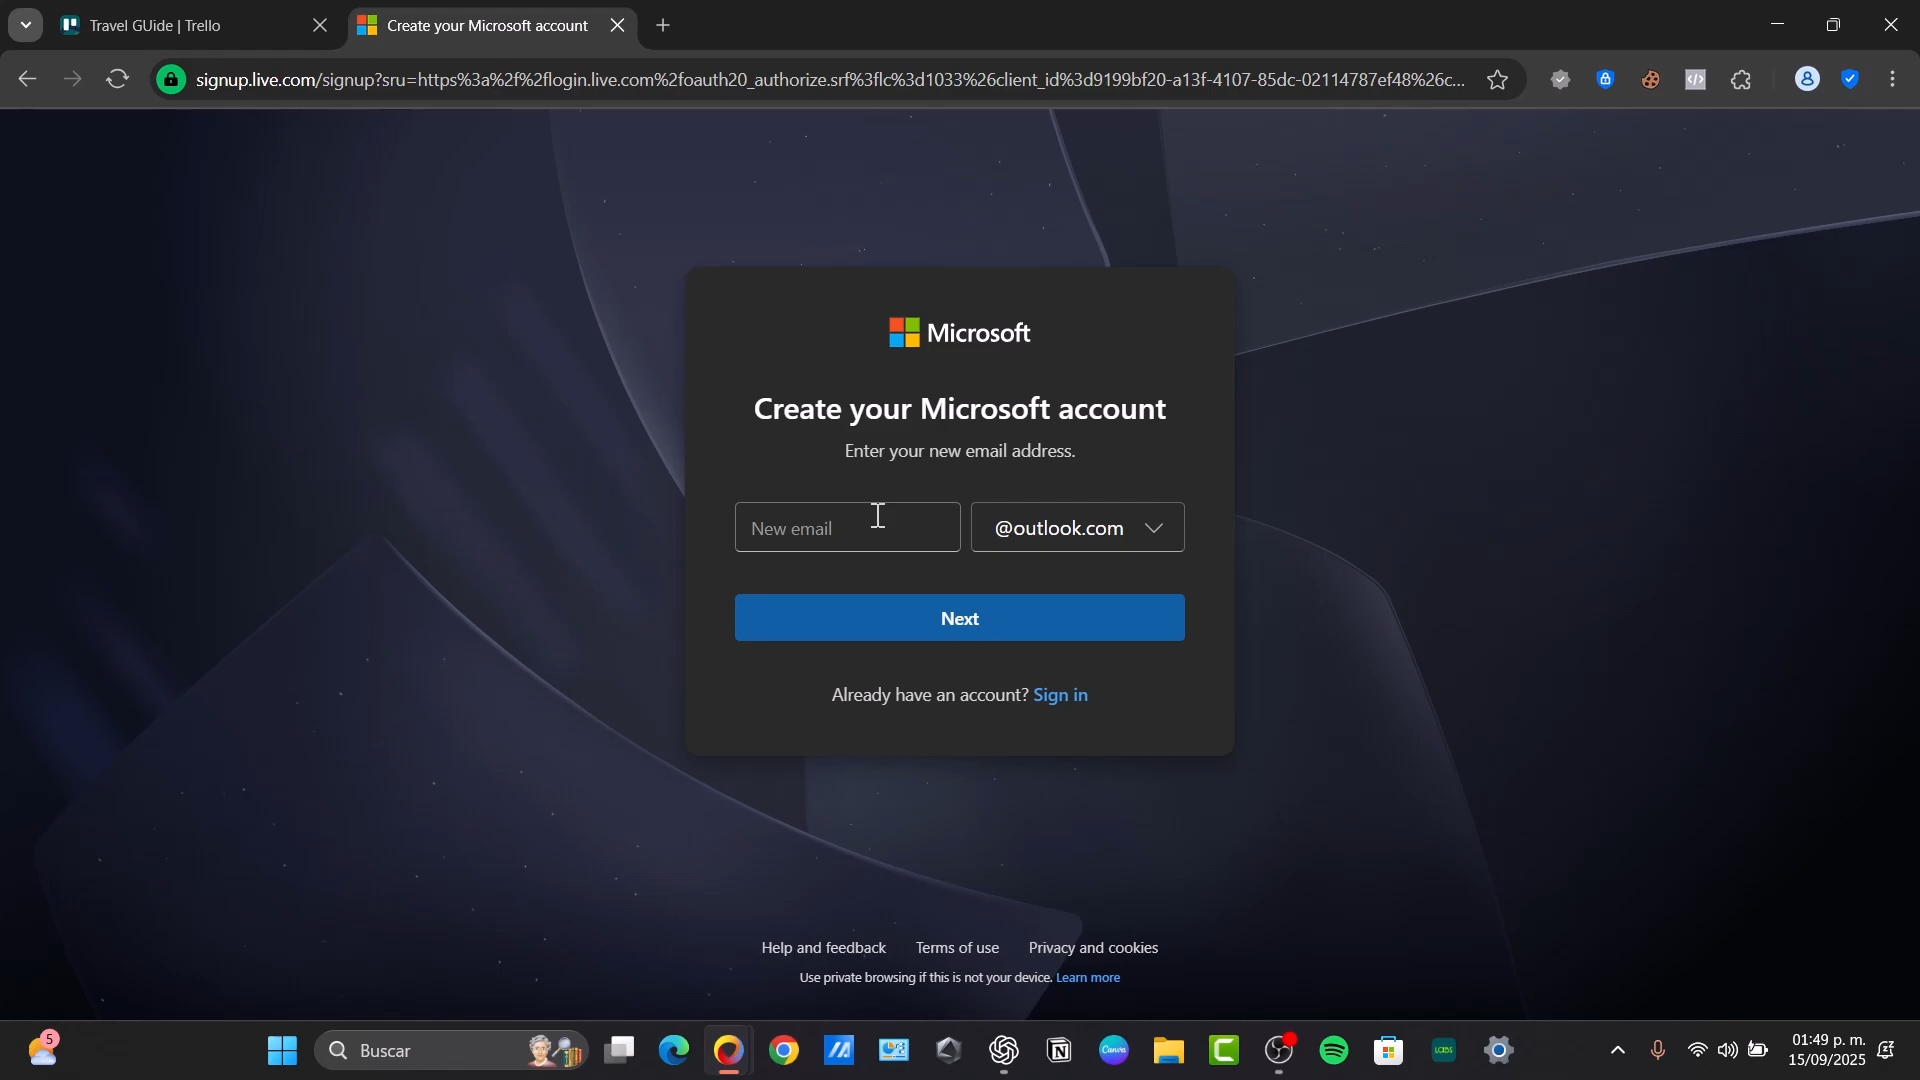 Travel GUide | Trello
Create your Microsoft account
signup.live.com/signup?sru=https%3a%2f%2flogin.live.com%2foauth20_authorize.srf%3flc%3d1033%26client_id%3d9199bf20-a13f-4107-85dc-02114787ef48%26c...
Microsoft
Create your Microsoft account
Enter your new email address.
New email
@outlook.com
Next
Already have an account? Sign in
Help and feedback
Terms of use
Privacy and cookies
Use private browsing if this is not your device. Learn more
5
Buscar
Canva
LCIBS
01:49 p. m.
15/09/2025